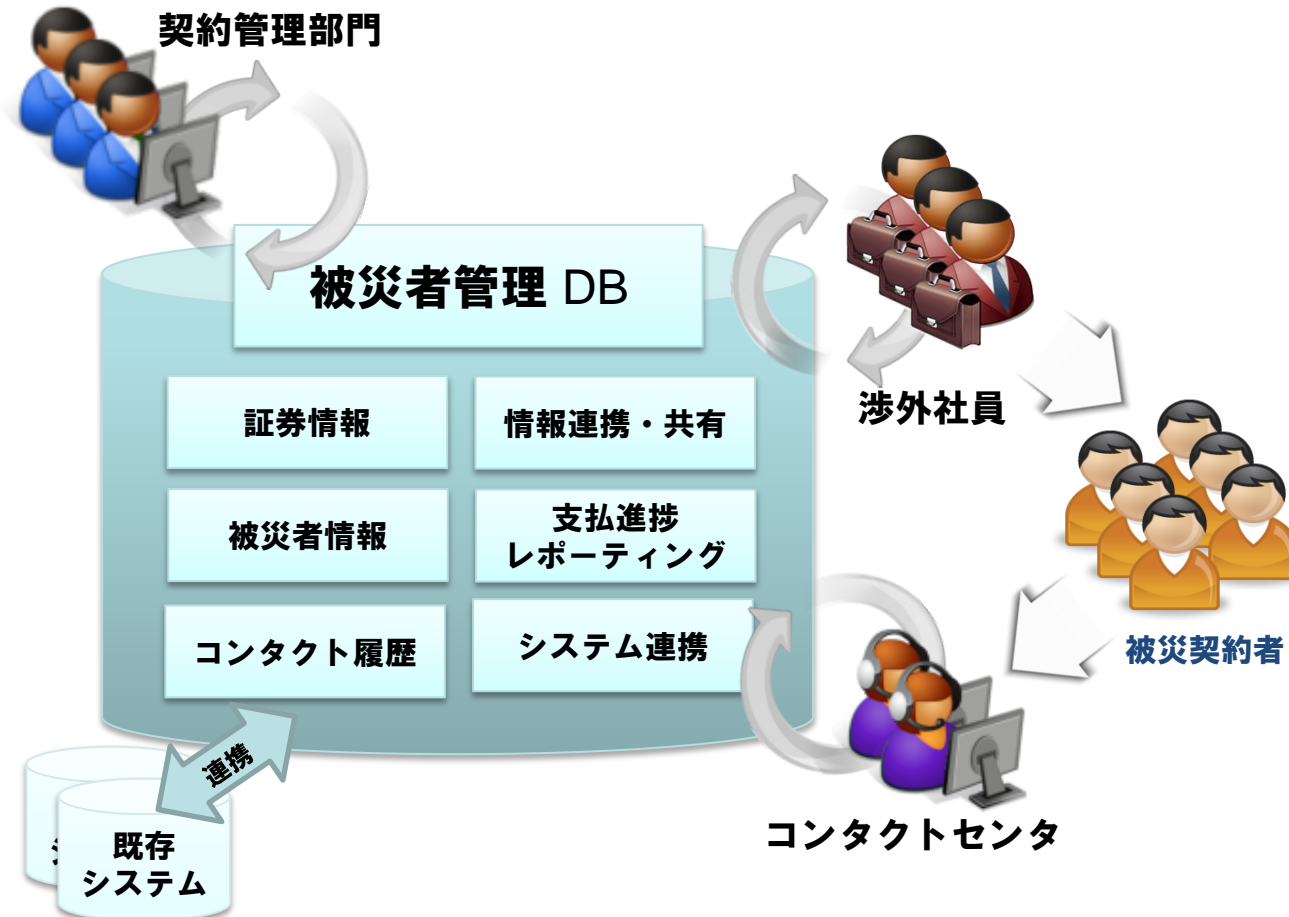 契約管理部門
被災者管理 DB
証券情報
情報連携・共有
被災者情報
支払進捗
レポーティング
コンタクト履歴
システム連携
渉外社員
被災契約者
コンタクトセンタ
連携
既存
システム